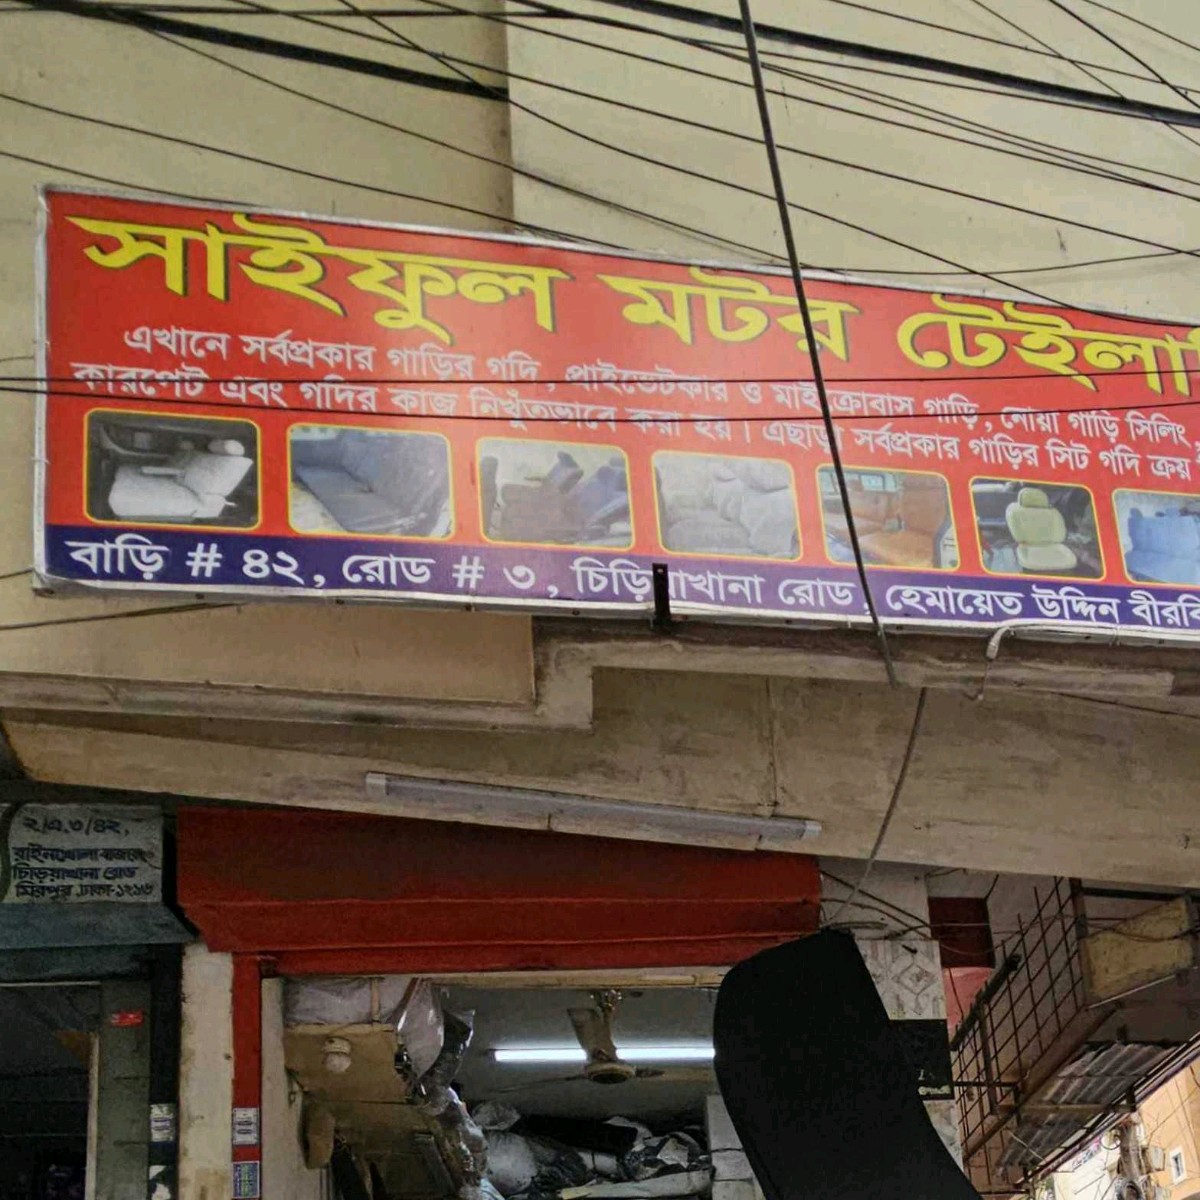 সাইফুল মটর টেইলার্
এখানে সর্বপ্রকার গাড়ির গদি, প্রাইভেটকার ও মাইক্রোবাস গাড়ি, নোয়া গাড়ি সিলিং
কারপেট এবং গদির কাজ নিখুঁতভাবে করা হয়। এছাড়া সর্বপ্রকার গাড়ির সিট গদি ক্রয়
বাড়ি # ৪২, রোড # ৩, চিড়িয়াখানা রোড, হেমায়েত উদ্দিন
২/এ,৩/৪২,
রাইনখোলা বাজার
চিড়িয়াখানা রোড
মিরপুর, ঢাকা-১২১৬